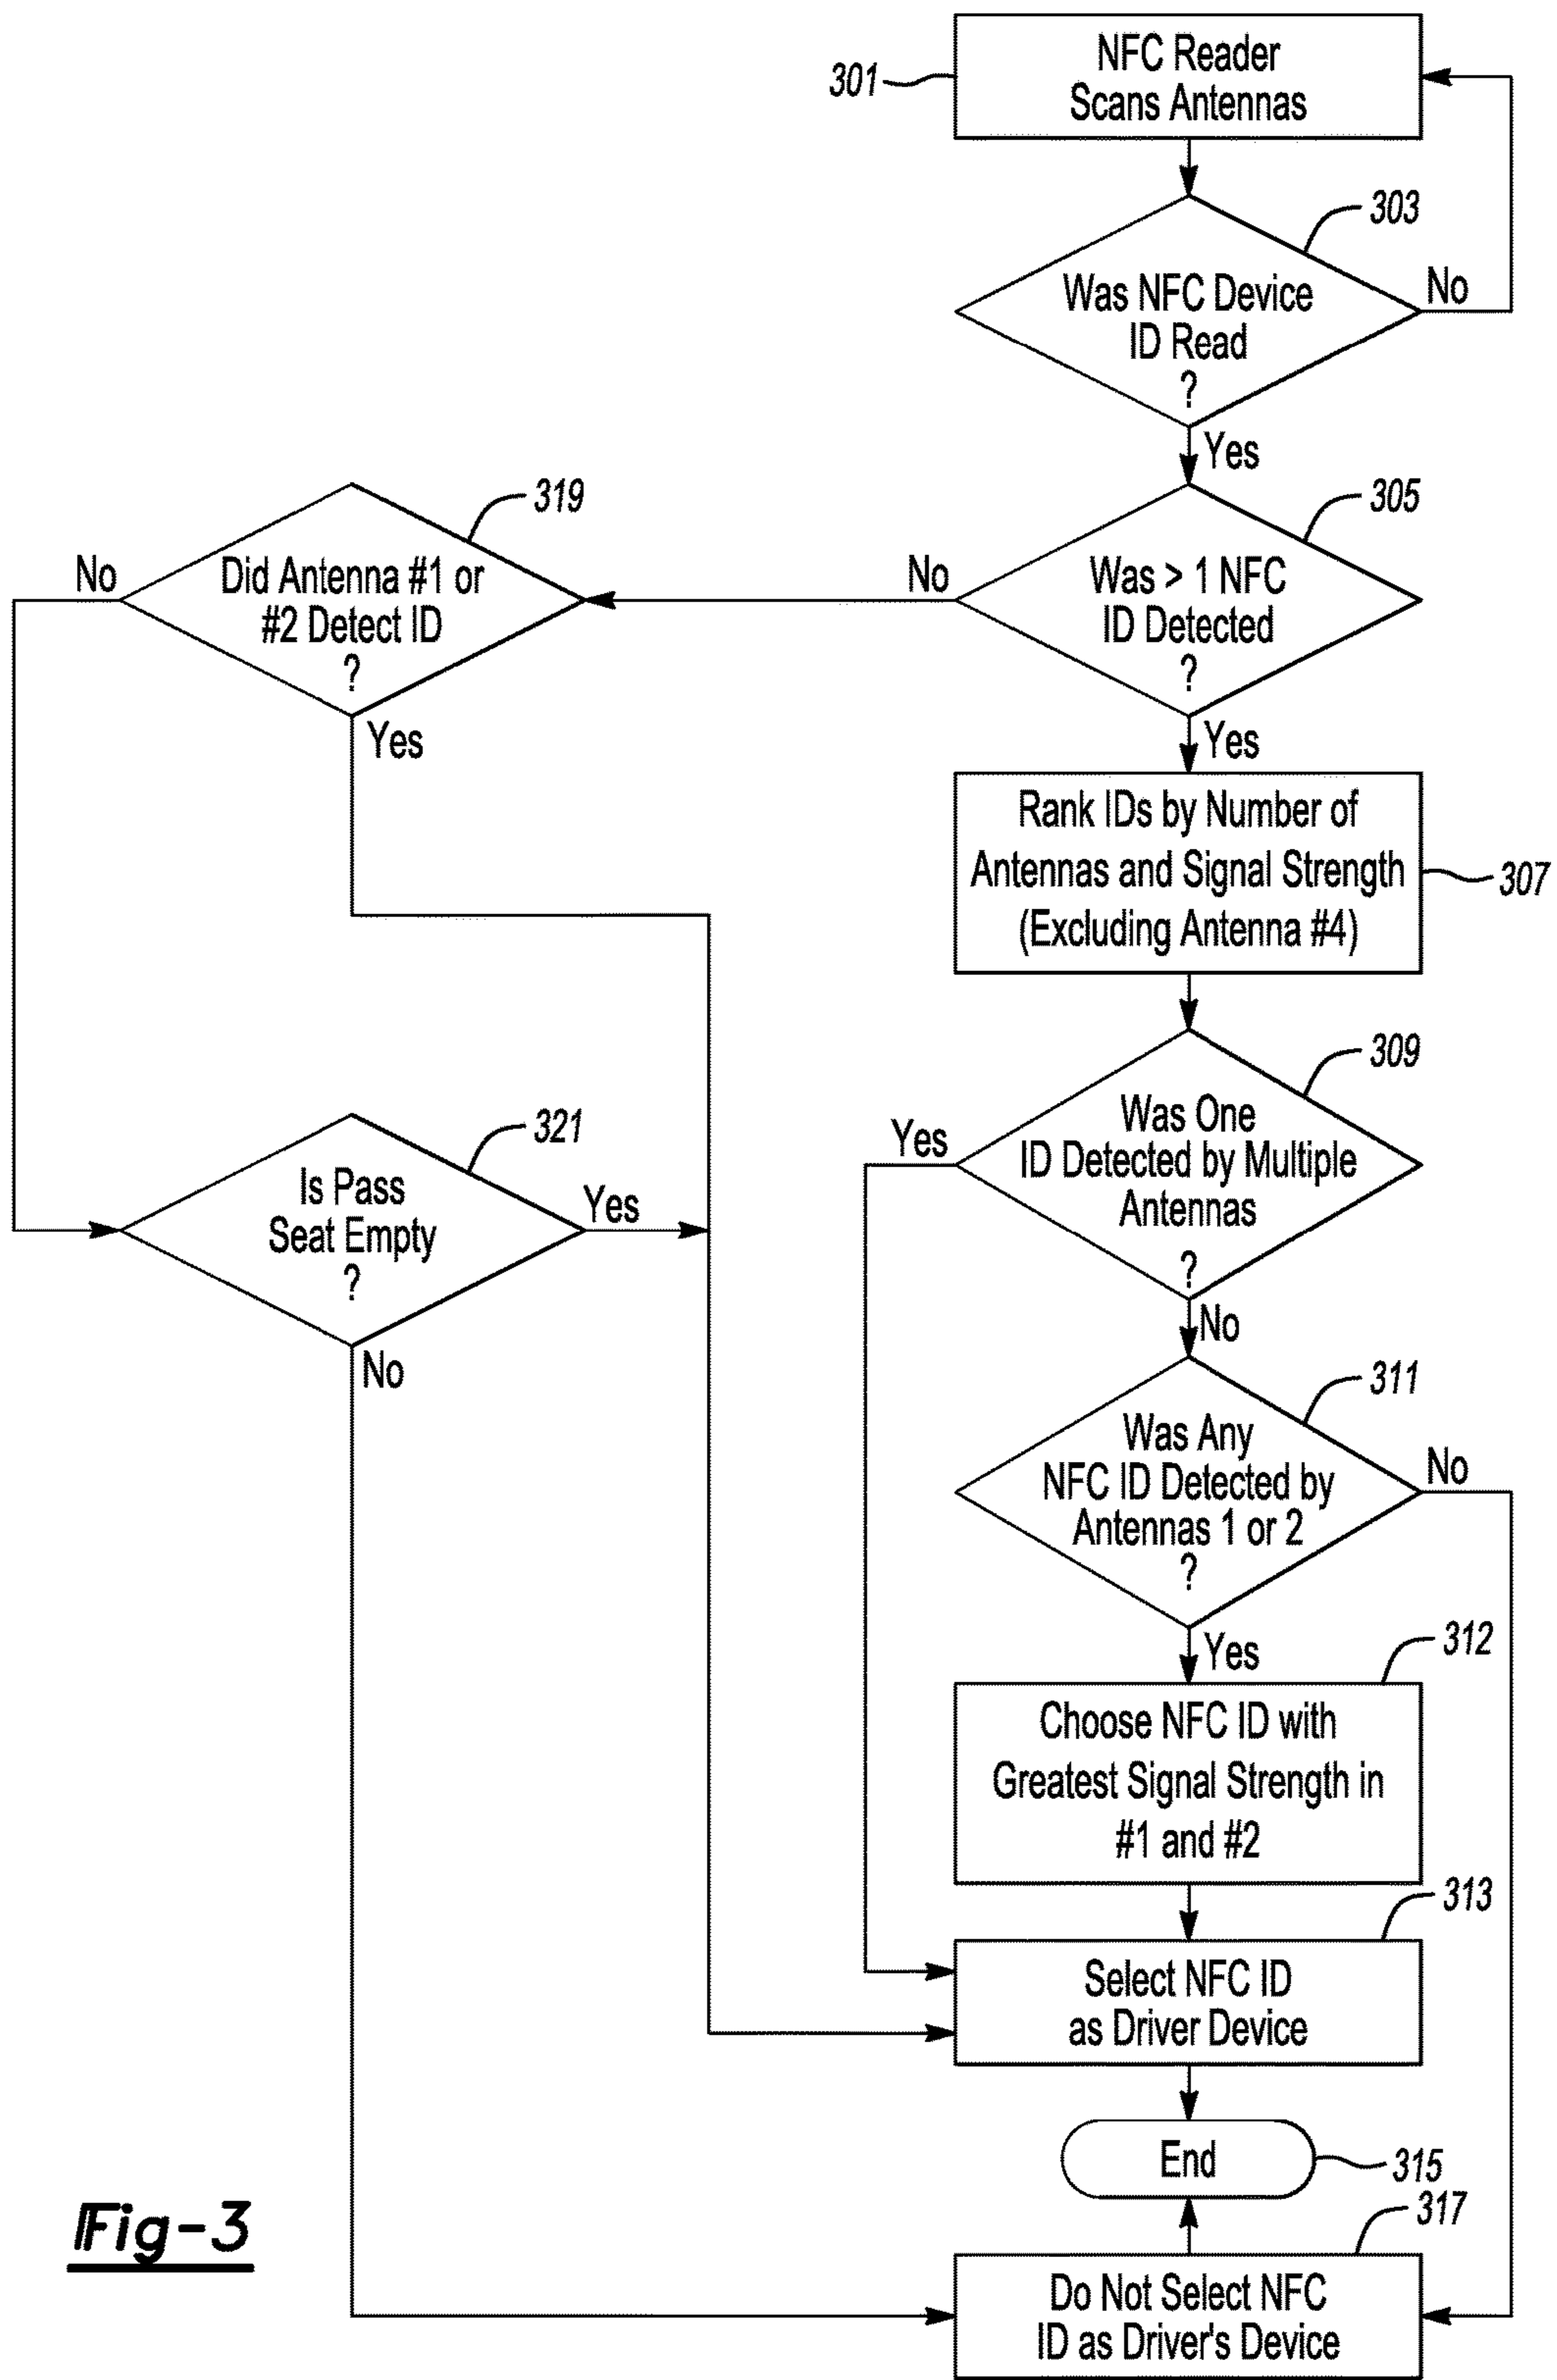 NFC Reader
Scans Antennas
301
303
Was NFC Device
ID Read
?
No
Yes
305
Was > 1 NFC
ID Detected
?
No
Yes
319
Did Antenna #1 or
#2 Detect ID
?
No
Yes
Rank IDs by Number of
Antennas and Signal Strength
(Excluding Antenna #4)
307
309
Was One
ID Detected by Multiple
Antennas
?
Yes
No
321
Is Pass
Seat Empty
?
Yes
No
311
Was Any
NFC ID Detected by
Antennas 1 or 2
?
No
Yes
312
Choose NFC ID with
Greatest Signal Strength in
#1 and #2
313
Select NFC ID
as Driver Device
End
315
317
Do Not Select NFC
ID as Driver's Device
Fig-3